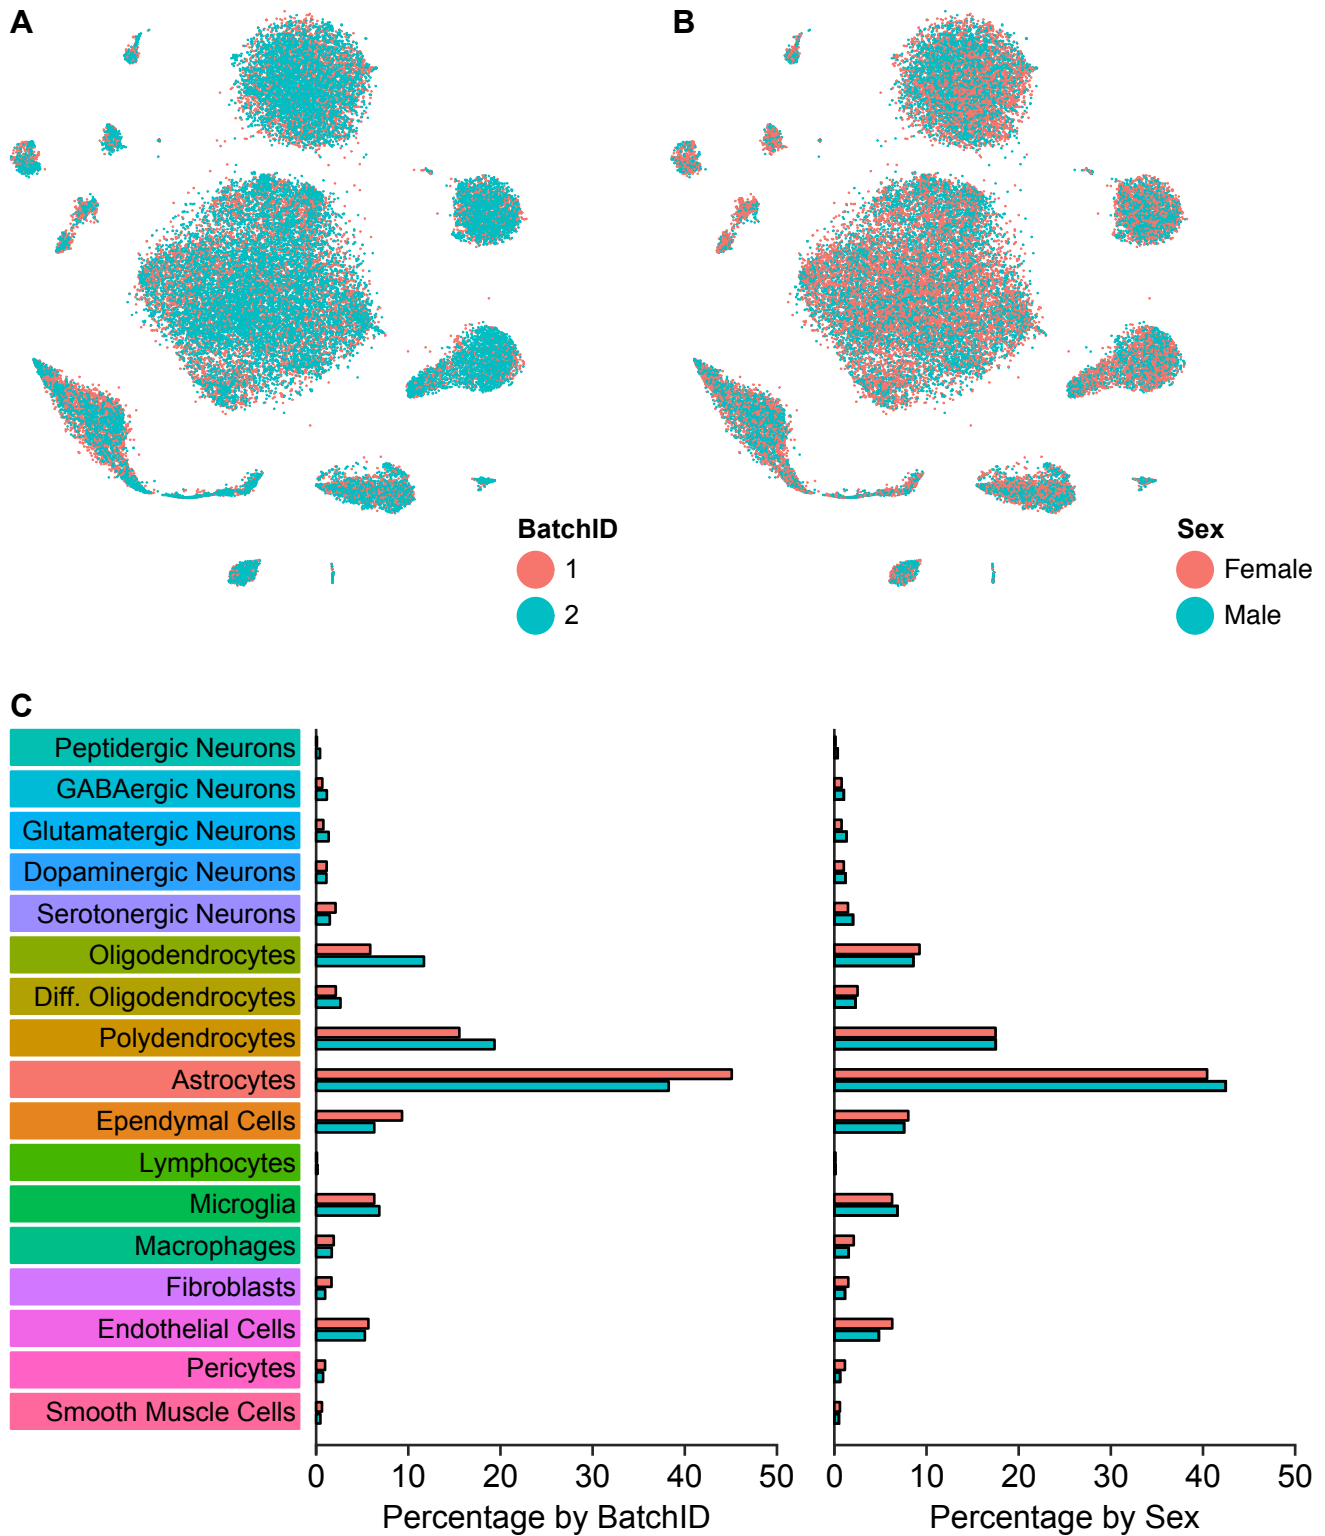 A
B
BatchID
1
2
Sex
Female
Male
C
Peptidergic Neurons
GABAergic Neurons
Glutamatergic Neurons
Dopaminergic Neurons
Serotonergic Neurons
Oligodendrocytes
Diff. Oligodendrocytes
Polydendrocytes
Astrocytes
Ependymal Cells
Lymphocytes
Microglia
Macrophages
Fibroblasts
Endothelial Cells
Pericytes
Smooth Muscle Cells
0 10 20 30 40 50
Percentage by BatchID
0 10 20 30 40 50
Percentage by Sex